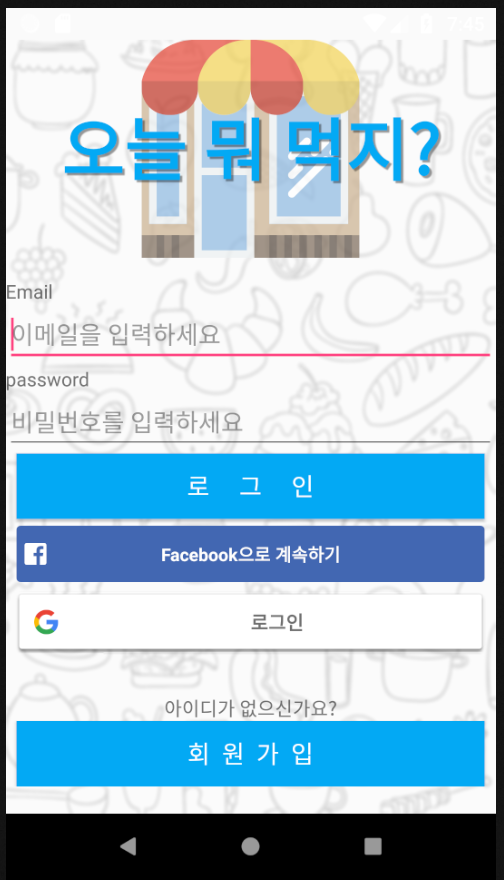 7:45
오늘 뭐 먹지?
Email
이메일을 입력하세요
password
비밀번호를 입력하세요
로 그 인
Facebook으로 계속하기
로그인
아이디가 없으신가요?
회 원 가 입